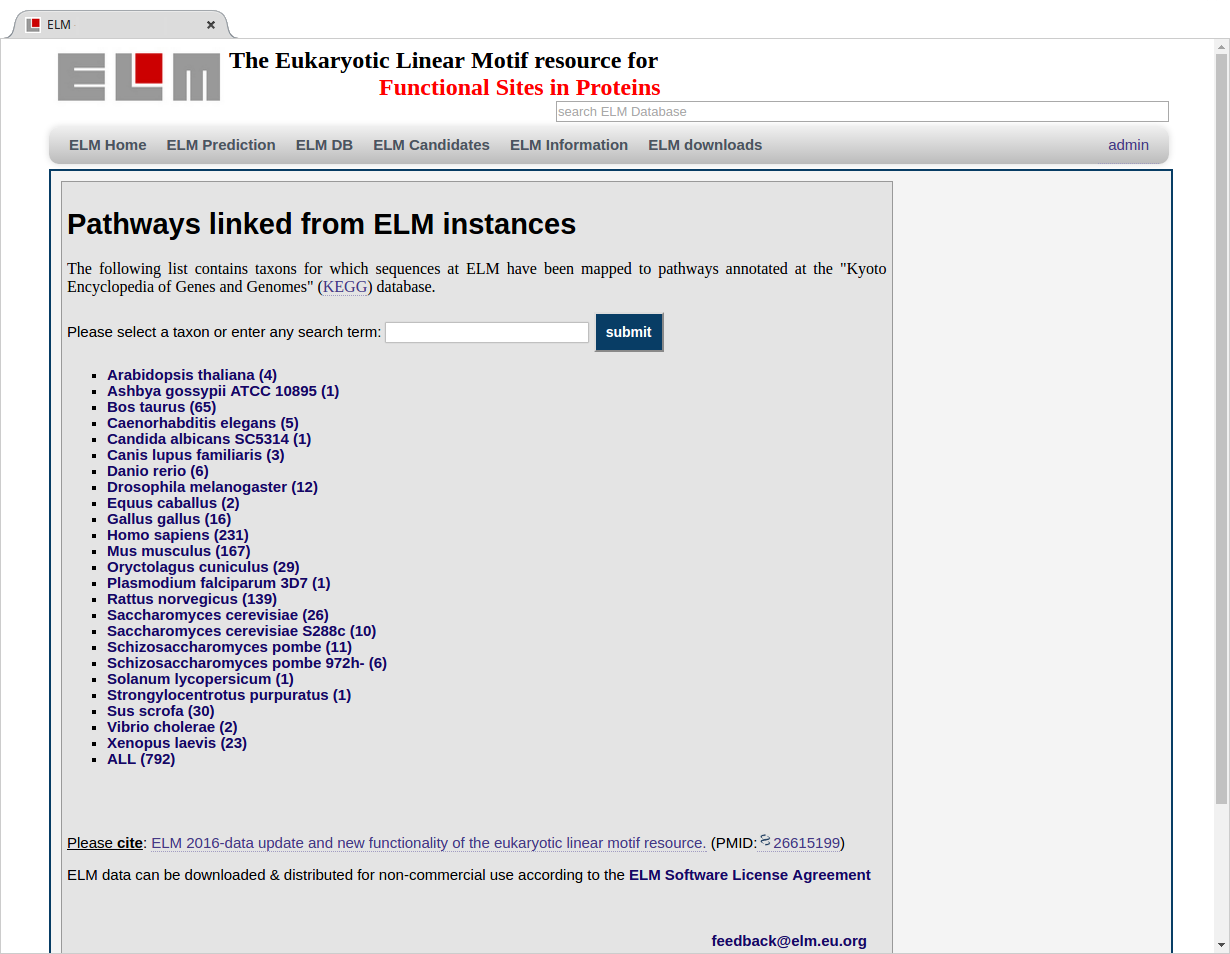 ELM
ELM
The Eukaryotic Linear Motif resource for
Functional Sites in Proteins
search ELM Database
ELM Home ELM Prediction ELM DB ELM Candidates ELM Information ELM downloads admin
Pathways linked from ELM instances
The following list contains taxons for which sequences at ELM have been mapped to pathways annotated at the "Kyoto
Encyclopedia of Genes and Genomes" (KEGG) database.
Please select a taxon or enter any search term: submit
Arabidopsis thaliana (4)
Ashbya gossypii ATCC 10895 (1)
Bos taurus (65)
Caenorhabditis elegans (5)
Candida albicans SC5314 (1)
Canis lupus familiaris (3)
Danio rerio (6)
Drosophila melanogaster (12)
Equus caballus (2)
Gallus gallus (16)
Homo sapiens (231)
Mus musculus (167)
Oryctolagus cuniculus (29)
Plasmodium falciparum 3D7 (1)
Rattus norvegicus (139)
Saccharomyces cerevisiae (26)
Saccharomyces cerevisiae S288c (10)
Schizosaccharomyces pombe (11)
Schizosaccharomyces pombe 972h- (6)
Solanum lycopersicum (1)
Strongylocentrotus purpuratus (1)
Sus scrofa (30)
Vibrio cholerae (2)
Xenopus laevis (23)
ALL (792)
Please cite: ELM 2016-data update and new functionality of the eukaryotic linear motif resource. (PMID:26615199)
ELM data can be downloaded & distributed for non-commercial use according to the ELM Software License Agreement
feedback@elm.eu.org